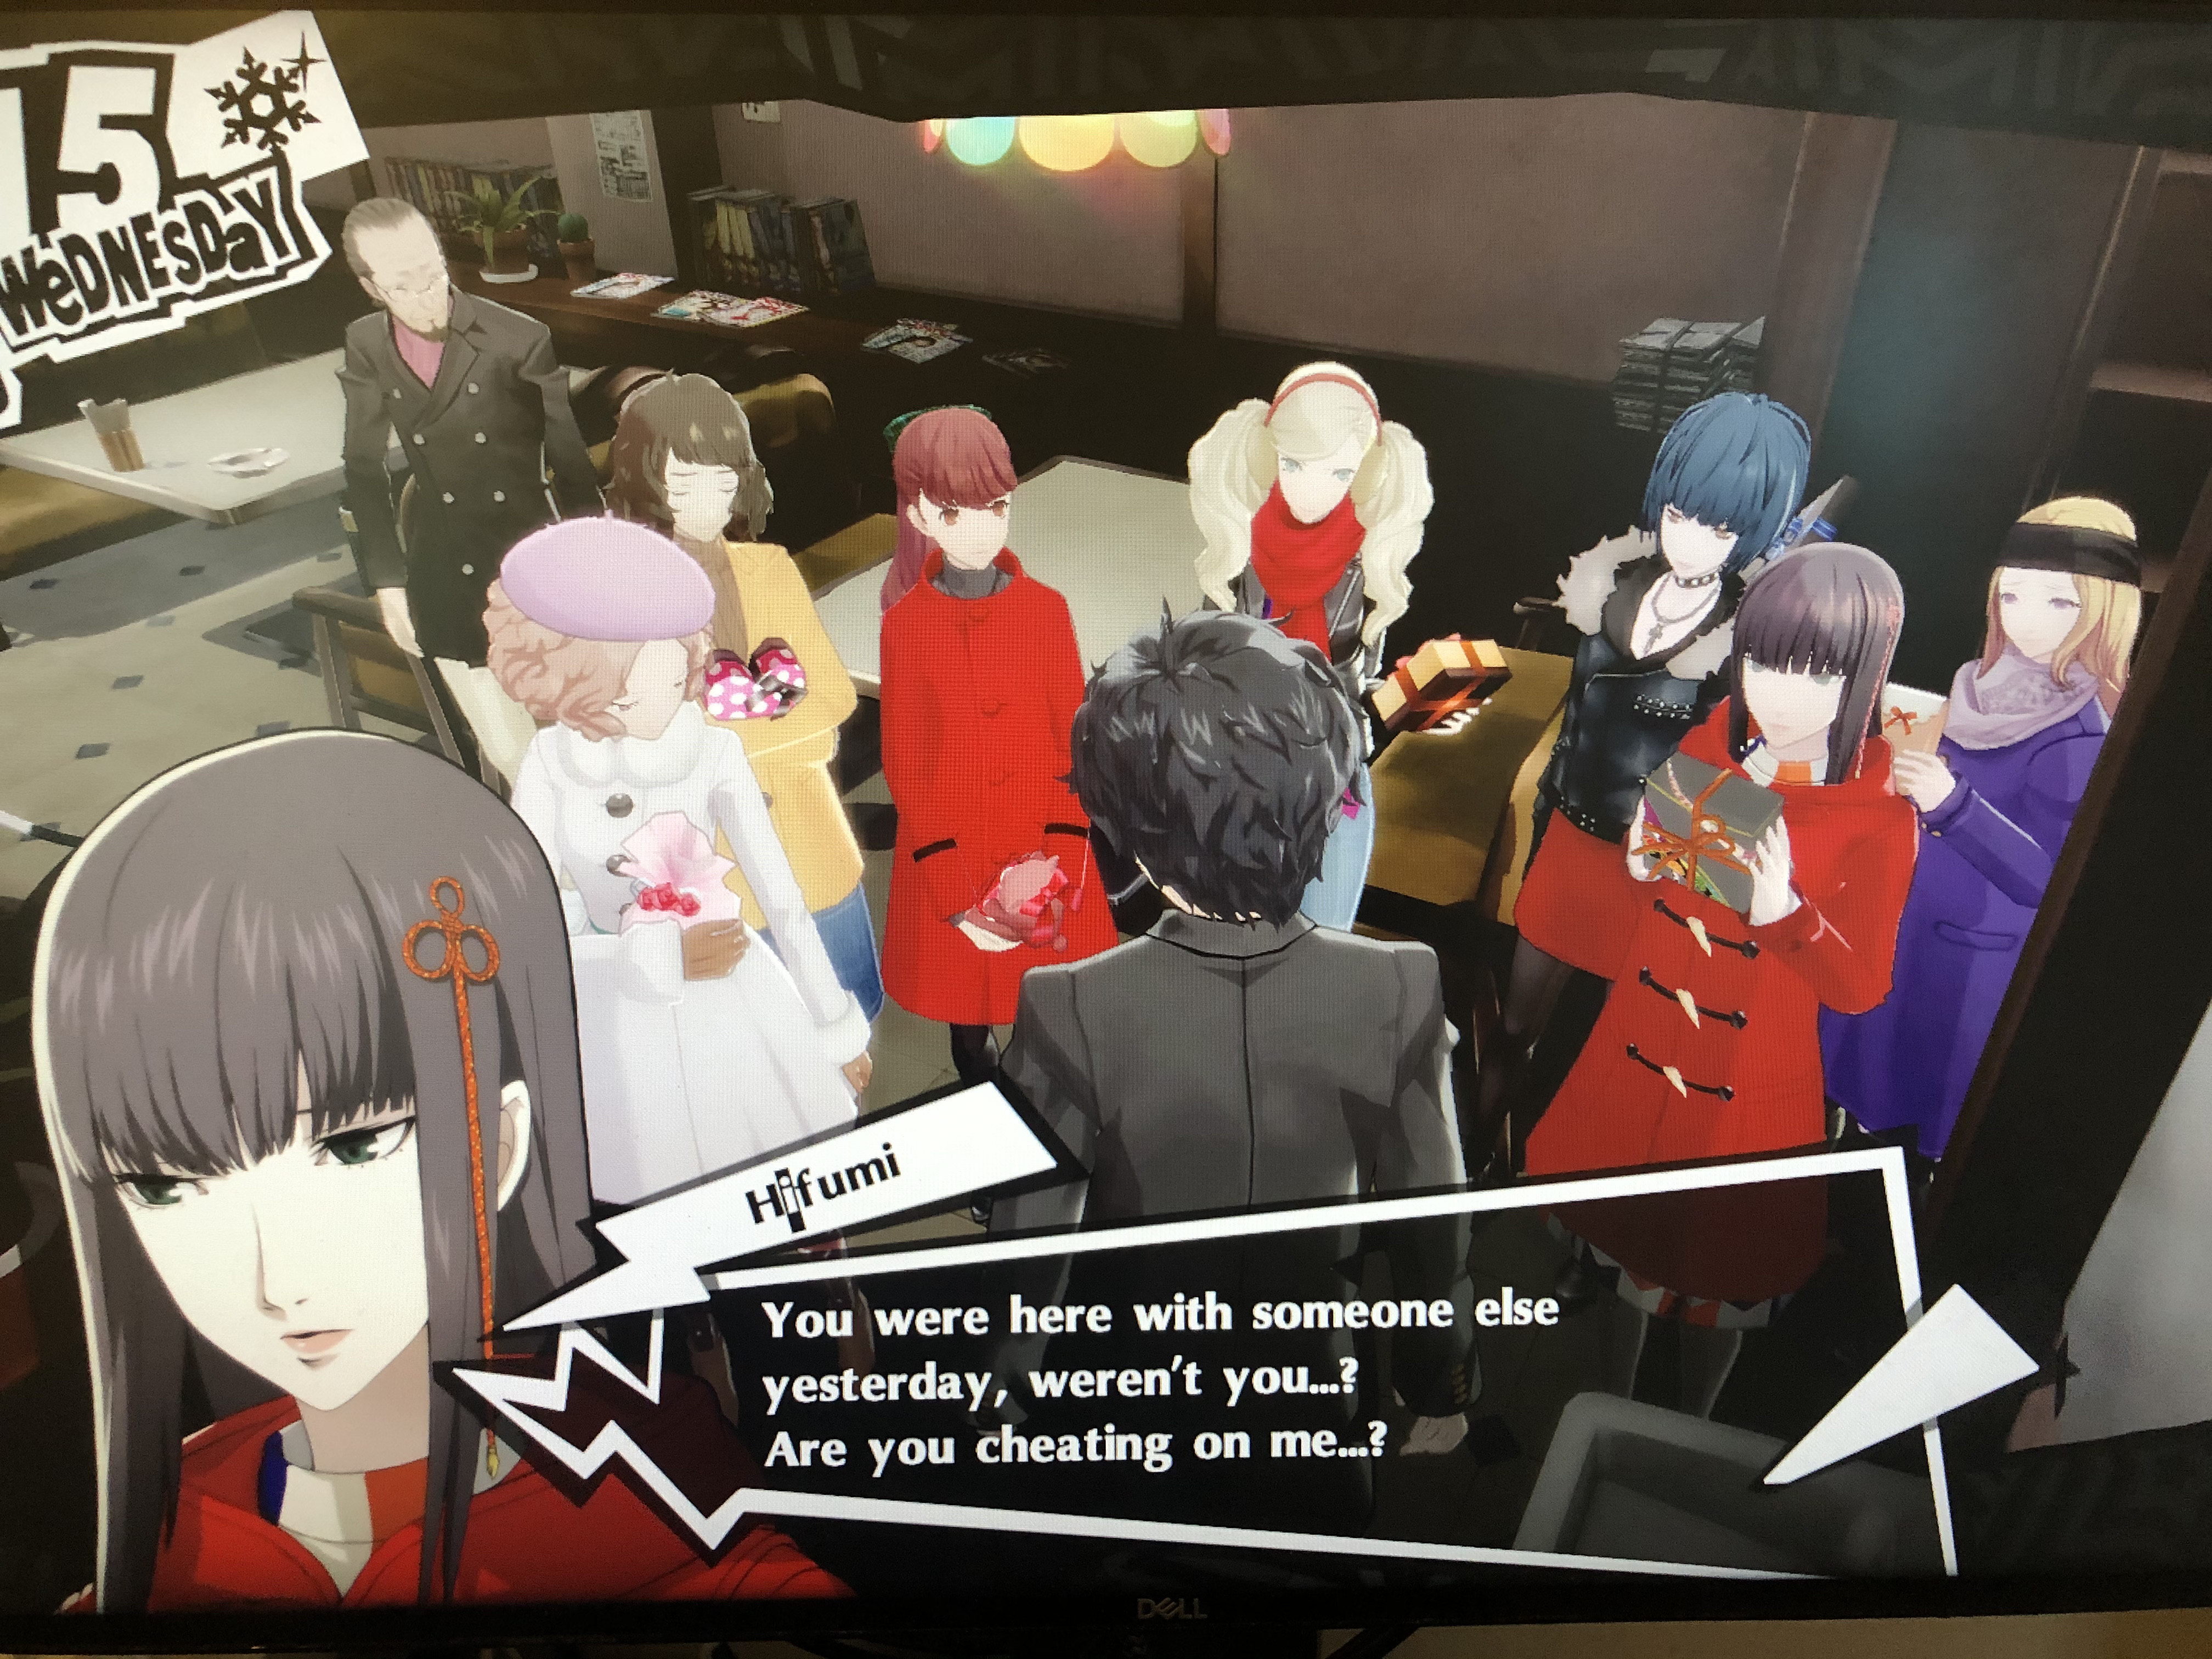 15
WeDNESDaY
Hifumi
You were here with someone else
yesterday, weren't you...?
Are you cheating on me...?
DELL